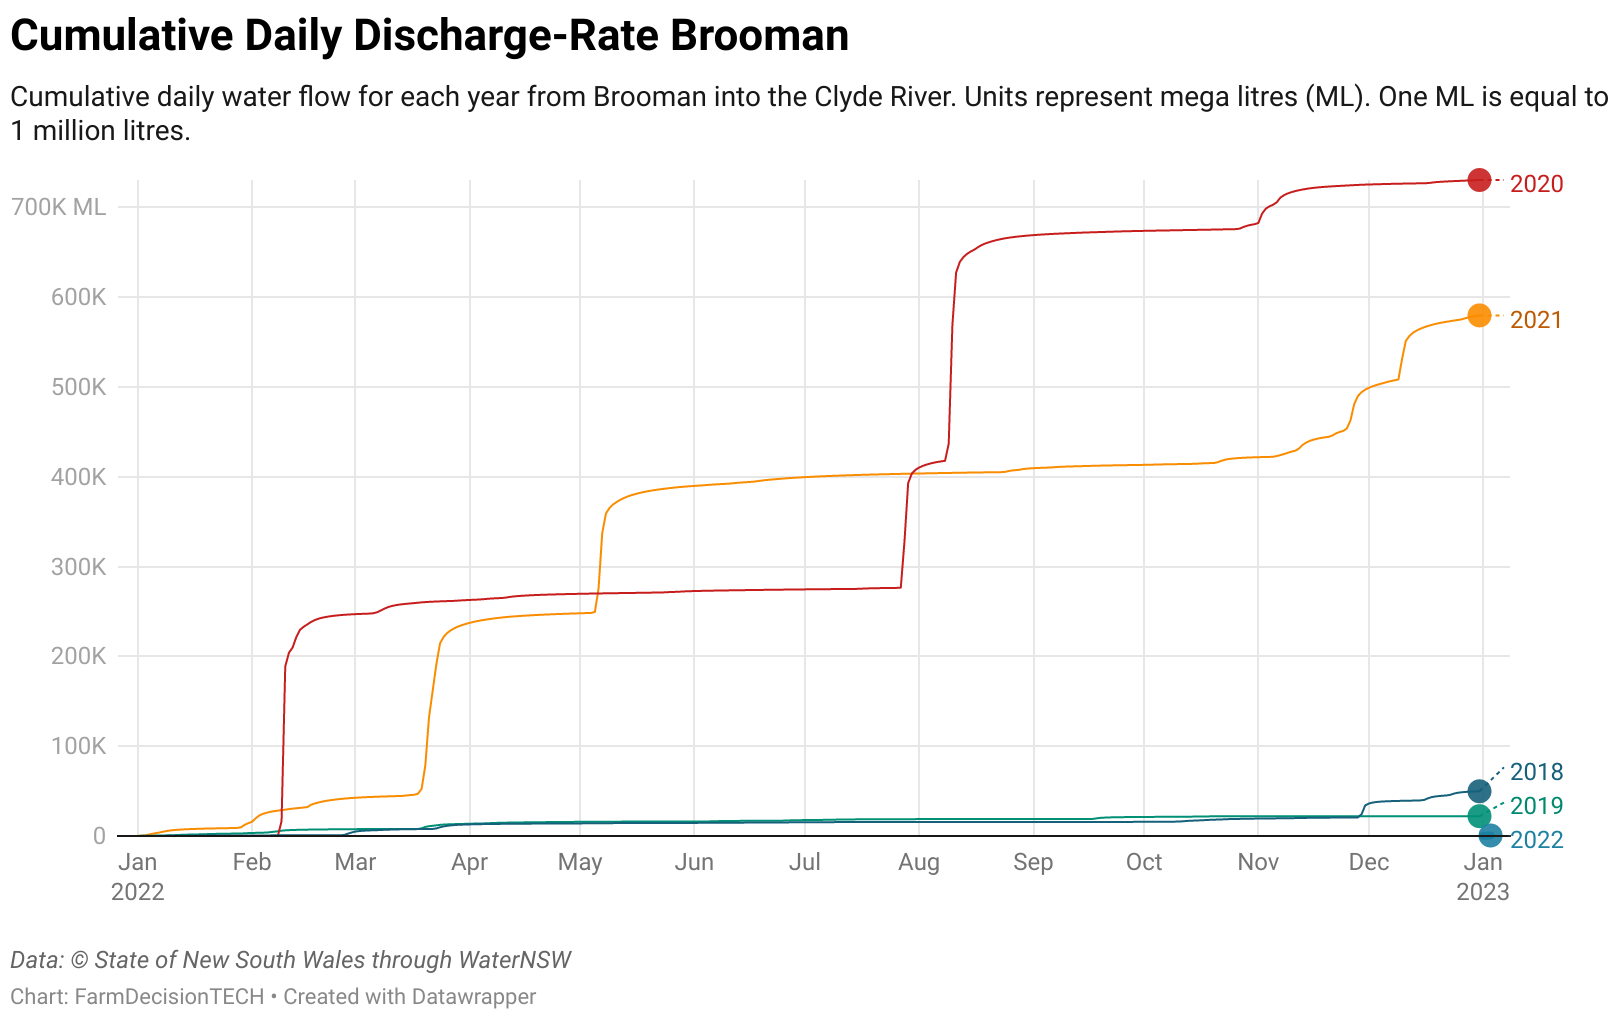 Cumulative Daily Discharge-Rate Brooman
Cumulative daily water flow for each year from Brooman into the Clyde River. Units represent mega litres (ML). One ML is equal to
1 million litres.
700K ML
600K
500K
400K
300K
200K
100K
0
2020
2021
2018
2019
2022
Jan Feb Mar Apr May Jun Jul Aug Sep Oct Nov Dec Jan
2022 2023
Data: © State of New South Wales through WaterNSW
Chart: FarmDecisionTECH • Created with Datawrapper